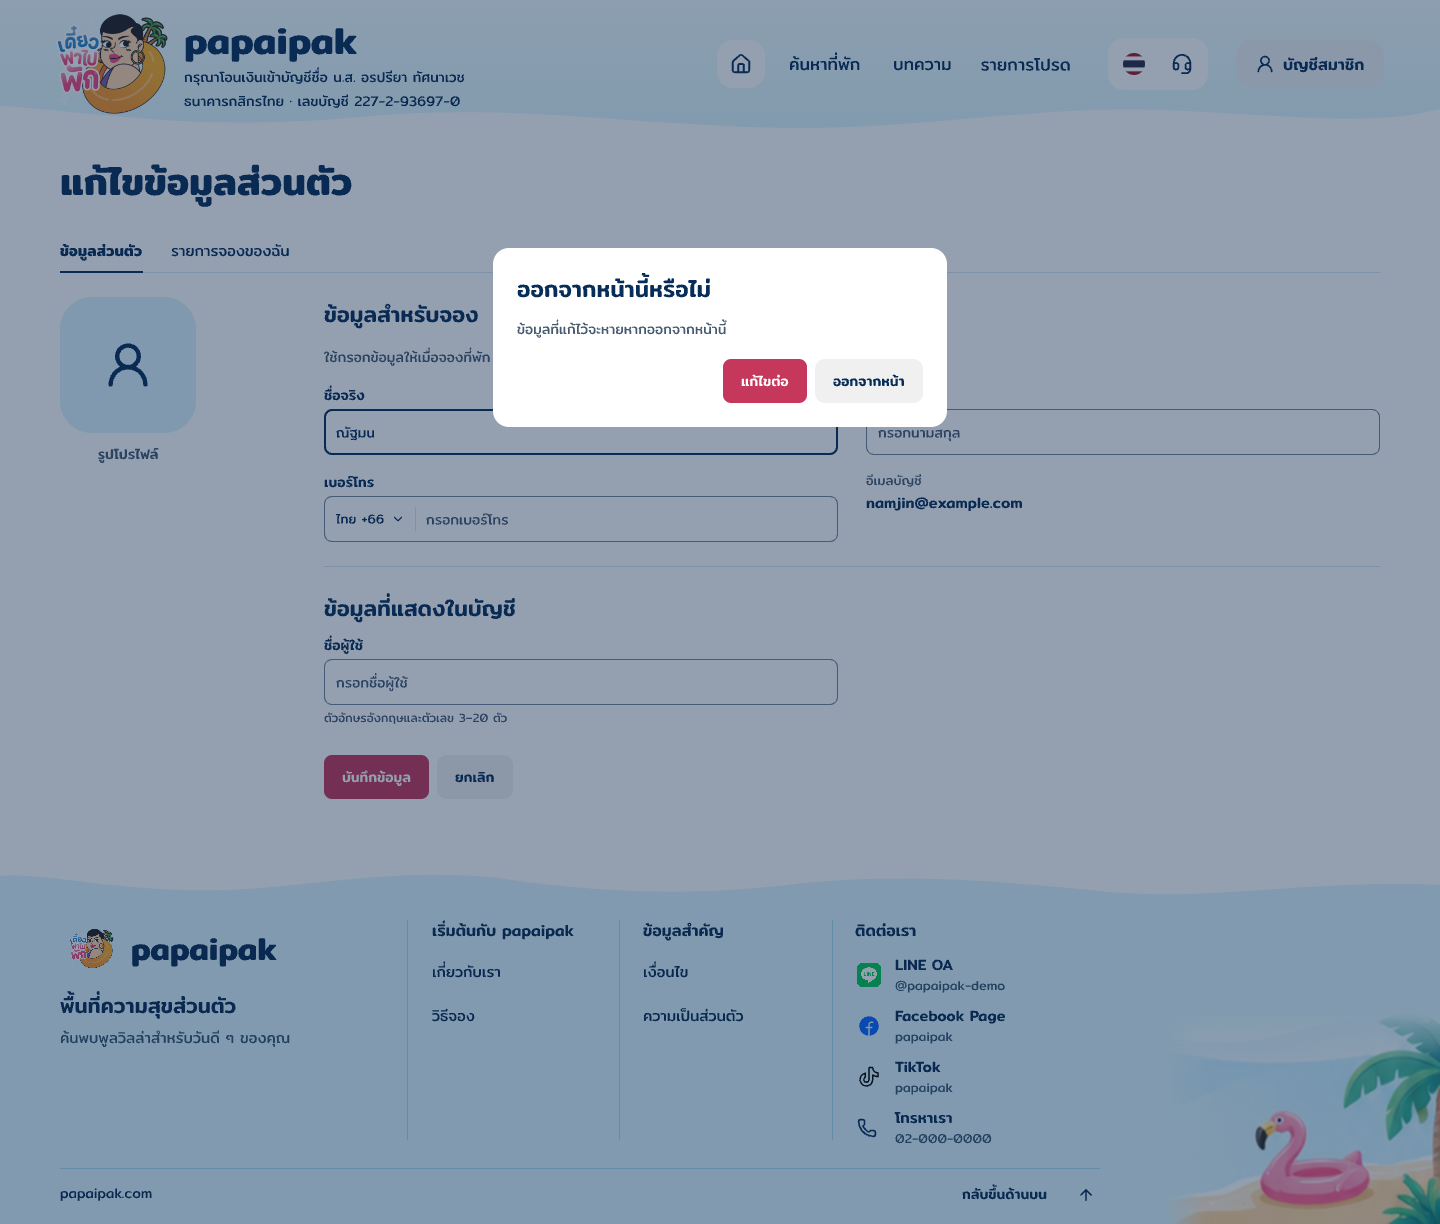 เดี๋ยว
พาไป
พัก
papaipak
กรุณาโอนเงินเข้าบัญชีชื่อ น.ส. อรปรียา ทัศนาเวช
ธนาคารกสิกรไทย · เลขบัญชี 227-2-93697-0
ค้นหาที่พัก
บทความ
รายการโปรด
บัญชีสมาชิก
แก้ไขข้อมูลส่วนตัว
ข้อมูลส่วนตัว
รายการจองของฉัน
ออกจากหน้านี้หรือไม่
ข้อมูลที่แก้ไว้จะหายหากออกจากหน้านี้
แก้ไขต่อ
ออกจากหน้า
รูปโปรไฟล์
ข้อมูลสำหรับจอง
ใช้กรอกข้อมูลให้เมื่อจองที่พัก
ชื่อจริง
ณัฐมน
กรอกนามสกุล
เบอร์โทร
ไทย +66
กรอกเบอร์โทร
อีเมลบัญชี
namjin@example.com
ข้อมูลที่แสดงในบัญชี
ชื่อผู้ใช้
กรอกชื่อผู้ใช้
ตัวอักษรอังกฤษและตัวเลข 3–20 ตัว
บันทึกข้อมูล
ยกเลิก
เดี๋ยว
พาไป
พัก
papaipak
พื้นที่ความสุขส่วนตัว
ค้นพบพูลวิลล่าสำหรับวันดี ๆ ของคุณ
เริ่มต้นกับ papaipak
เกี่ยวกับเรา
วิธีจอง
ข้อมูลสำคัญ
เงื่อนไข
ความเป็นส่วนตัว
ติดต่อเรา
LINE
LINE OA
@papaipak-demo
Facebook Page
papaipak
TikTok
papaipak
โทรหาเรา
02-000-0000
papaipak.com
กลับขึ้นด้านบน